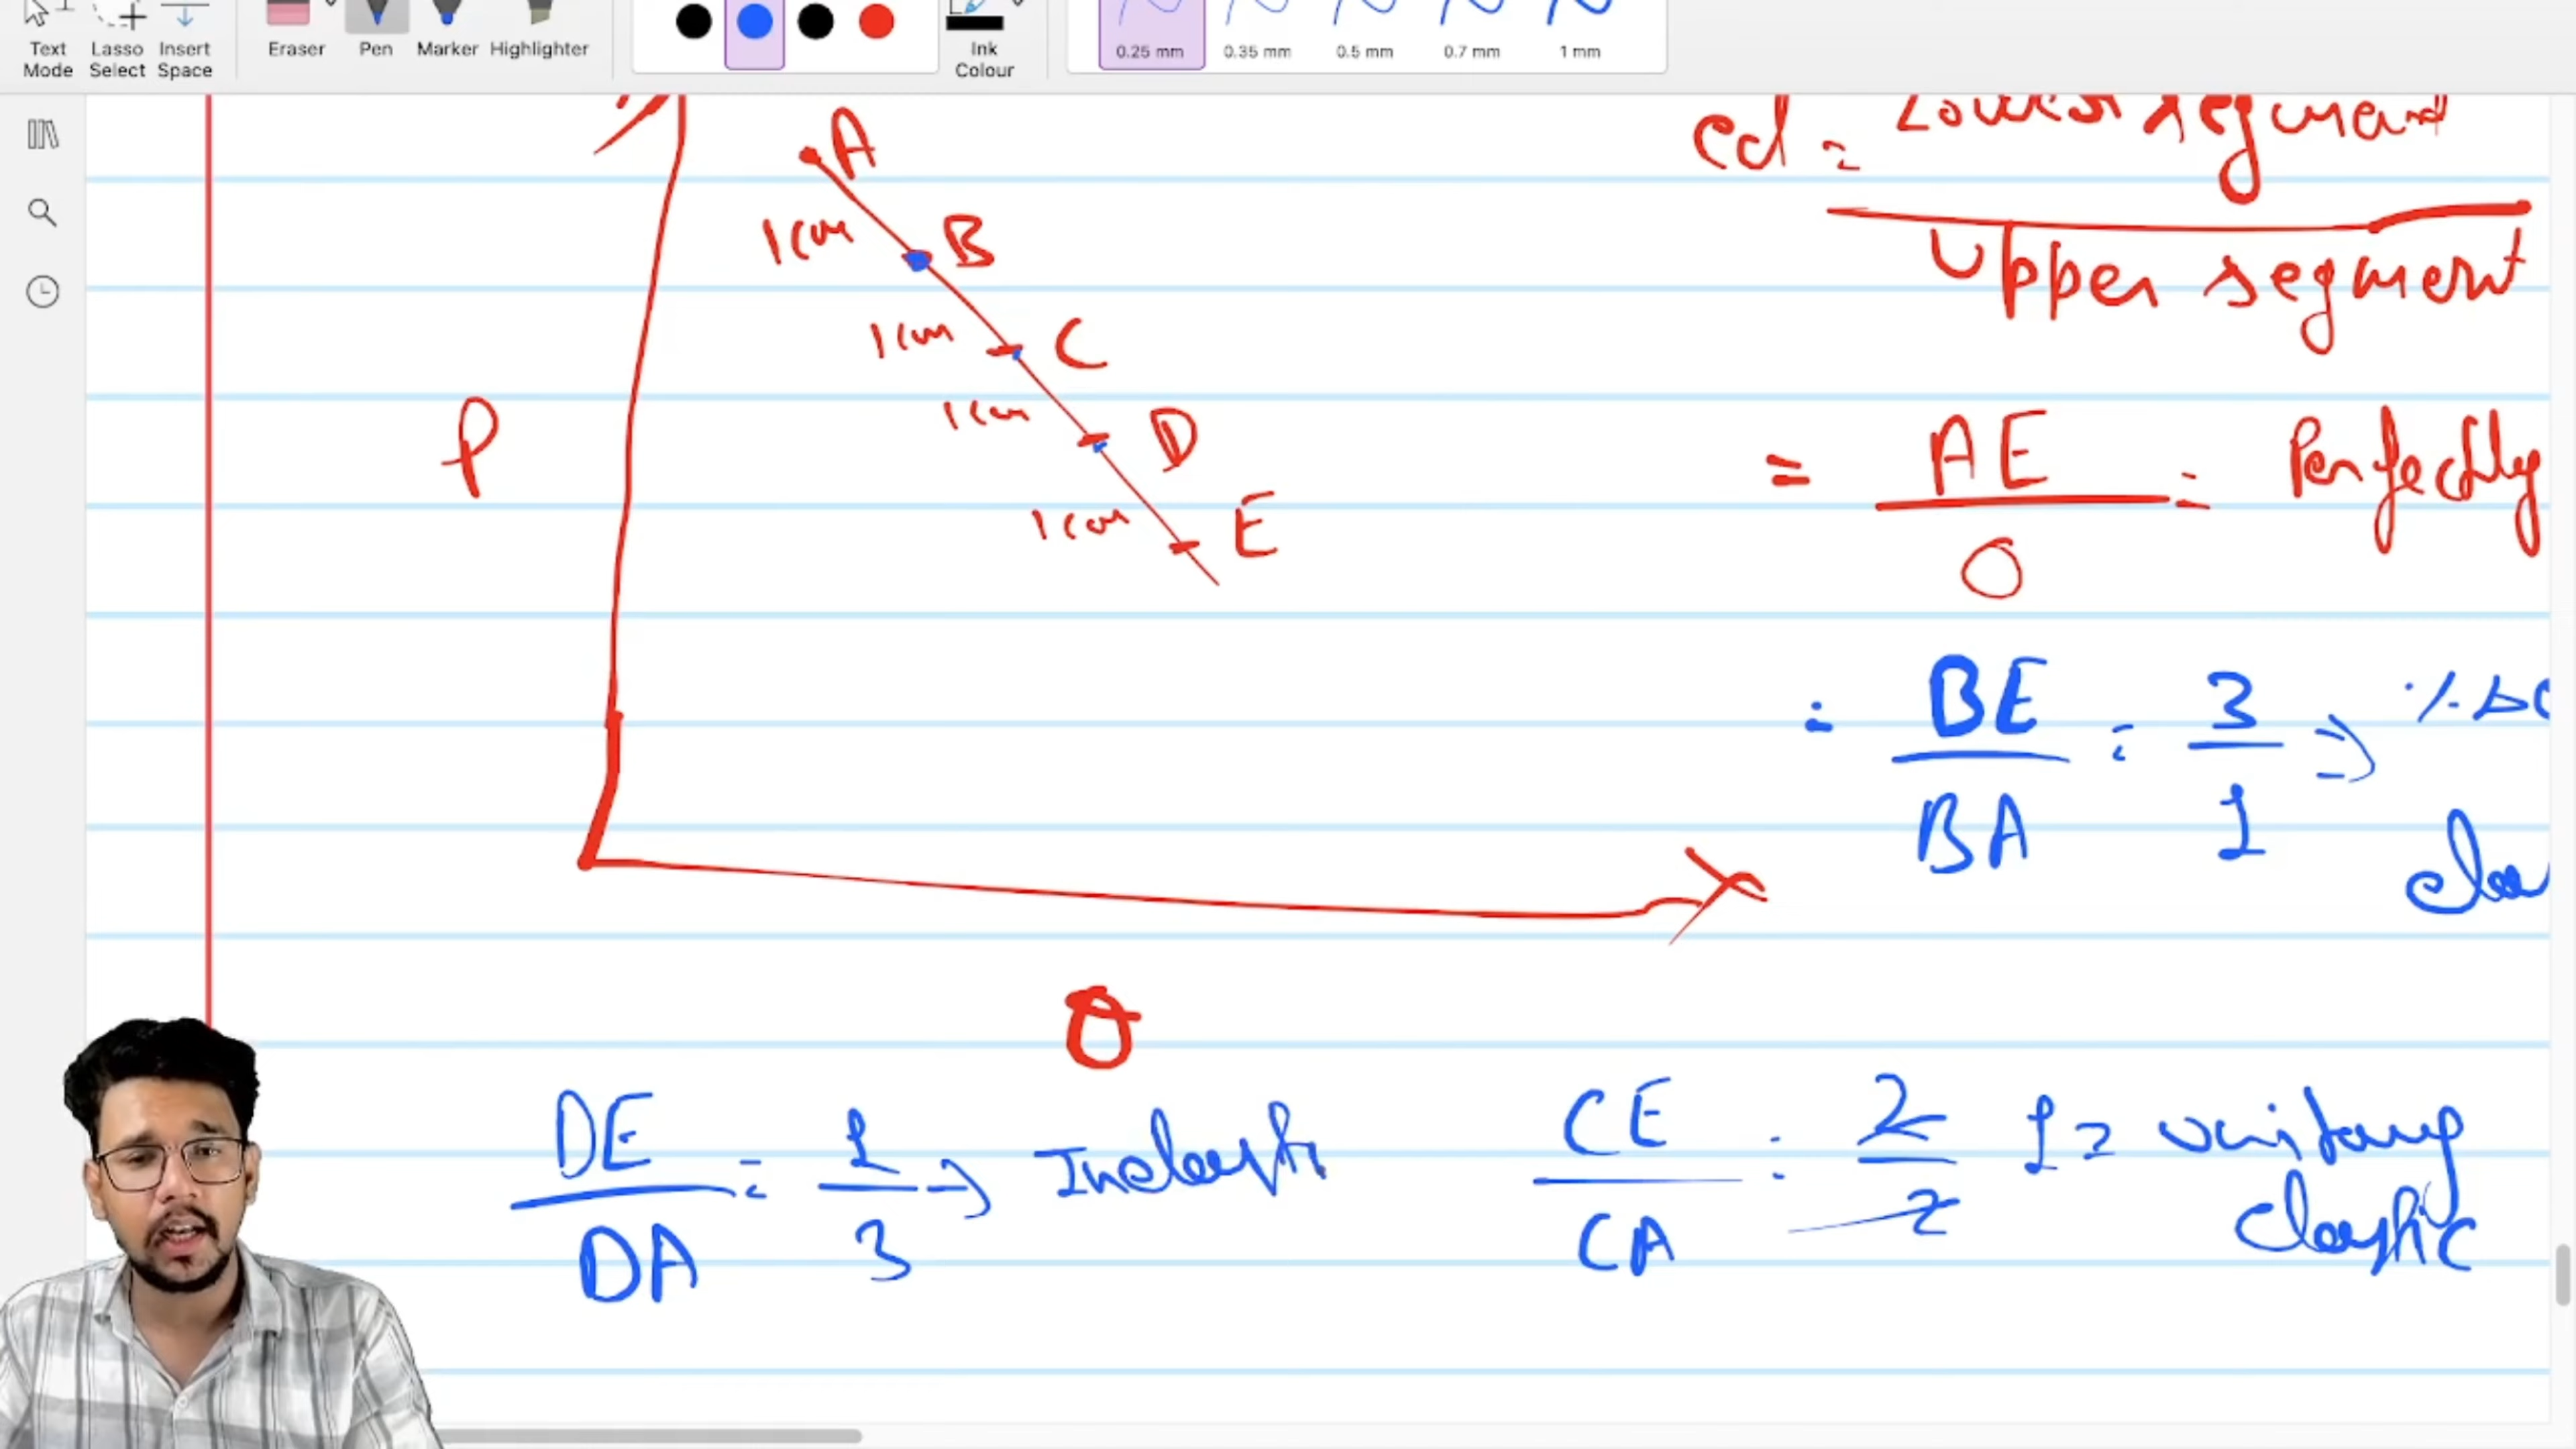 Text Mode
Lasso Select
Insert Space
Eraser
Pen
Marker
Highlighter
Ink Colour
0.25 mm
0.35 mm
0.5 mm
0.7 mm
1 mm
ed = Lower segment
Upper segment
A
1cm
B
1cm
C
1cm
D
1cm
E
P
= AE / 0 = Perfectly
= BE / BA = 3 / 1 ⇒ % Δ
Q
DE / DA = 1 / 3 → Inelastic
CE / CA = 2 / 2 1 = unitary elastic